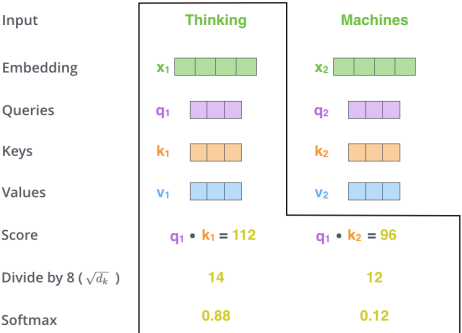 Input Thinking Machines
Embedding x₁ x₂
Queries q₁ q₂
Keys k₁ k₂
Values v₁ v₂
Score q₁ • k₁ = 112 q₁ • k₂ = 96
Divide by 8 ( √dₖ ) 14 12
Softmax 0.88 0.12